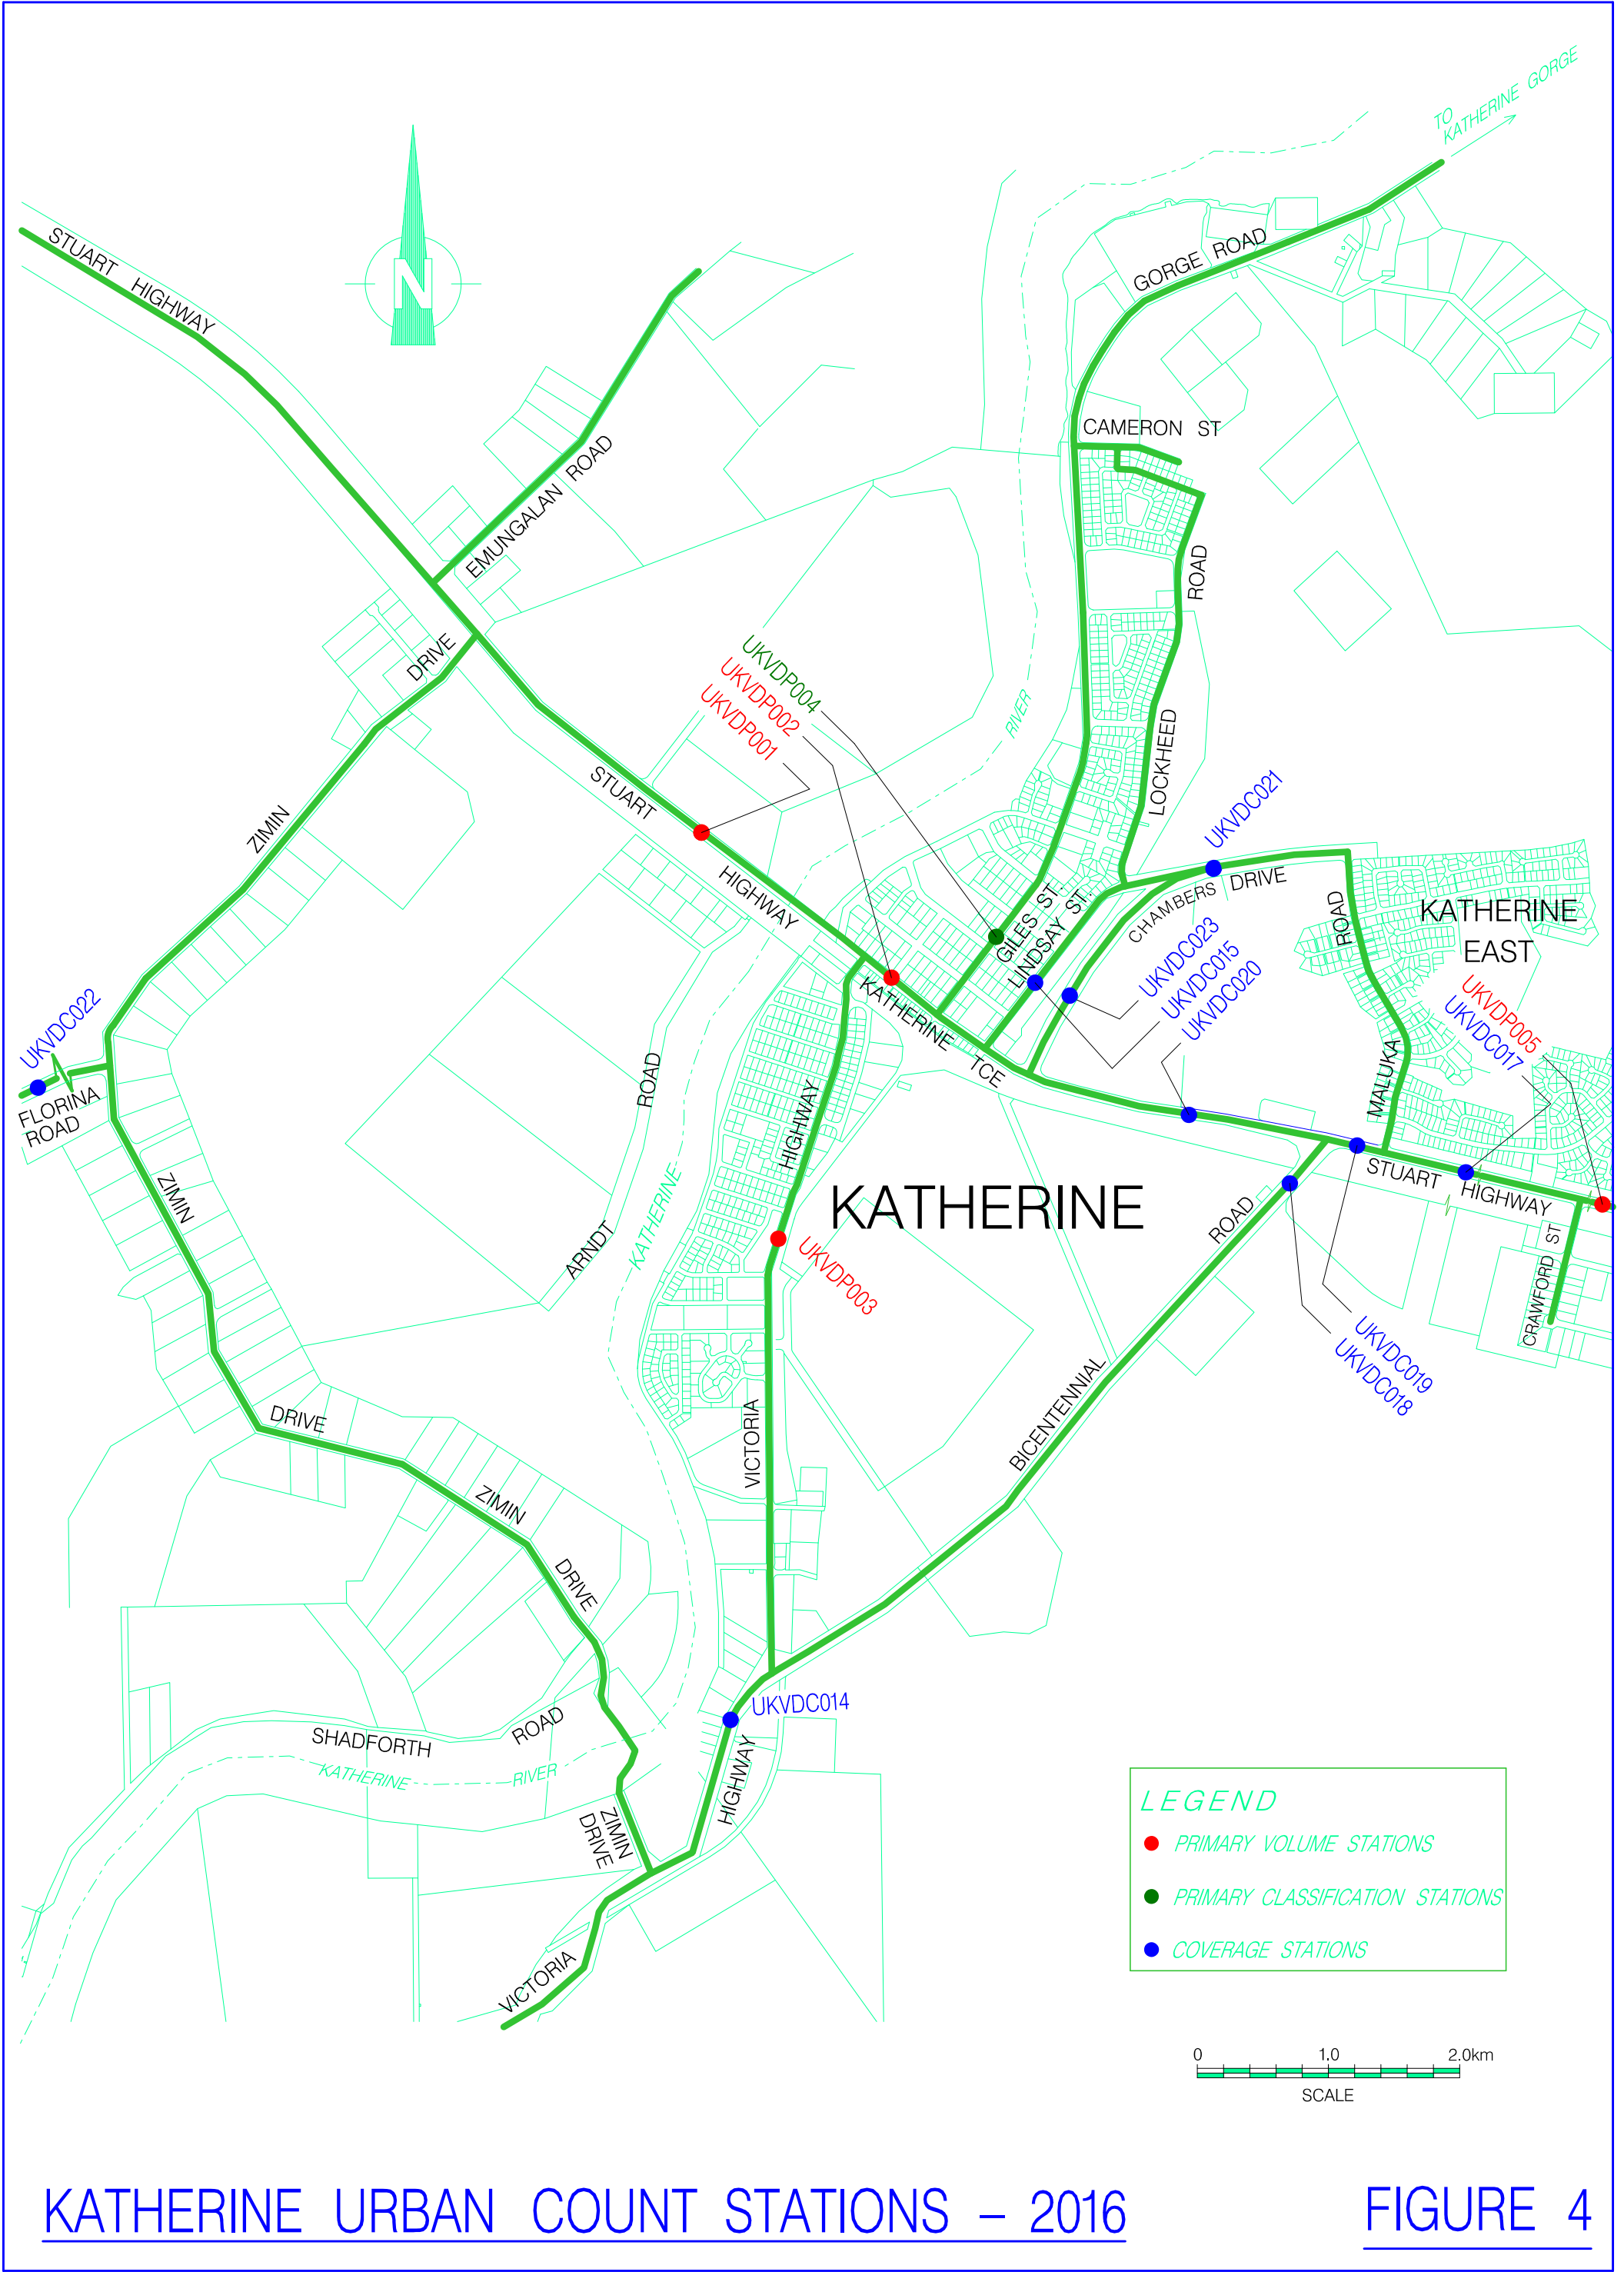 TO
KATHERINE GORGE
STUART HIGHWAY
N
GORGE ROAD
CAMERON ST
EMUNGALAN ROAD
ROAD
DRIVE
UKVDP004
UKVDP002
UKVDP001
RIVER
LOCKHEED
STUART
ZIMIN
UKVDC021
HIGHWAY
CHAMBERS DRIVE
GILES ST.
LINDSAY ST.
ROAD
KATHERINE
EAST
UKVDC023
UKVDC015
UKVDC020
UKVDP005
UKVDC017
KATHERINE TCE
UKVDC022
FLORINA
ROAD
ROAD
HIGHWAY
MALUKA
ZIMIN
KATHERINE
KATHERINE
STUART HIGHWAY
ROAD
ARNDT
UKVDP003
CRAWFORD ST
UKVDC019
UKVDC018
DRIVE
VICTORIA
BICENTENNIAL
ZIMIN
DRIVE
UKVDC014
SHADFORTH ROAD
KATHERINE RIVER
HIGHWAY
ZIMIN
DRIVE
VICTORIA
LEGEND
PRIMARY VOLUME STATIONS
PRIMARY CLASSIFICATION STATIONS
COVERAGE STATIONS
0 1.0 2.0km
SCALE
KATHERINE URBAN COUNT STATIONS – 2016
FIGURE 4